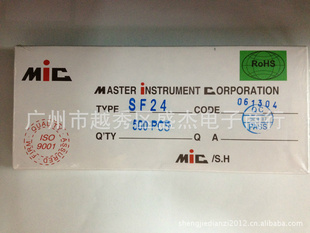 MIC
RoHS
MASTER INSTRUMENT CORPORATION
TYPE SF24 CODE 061304
500 PCS
Q'TY Q A
ISO
9001
MIC /S.H
广州市越秀区盛杰电子商行
shengjiedianzi2012.cn.alibaba.com